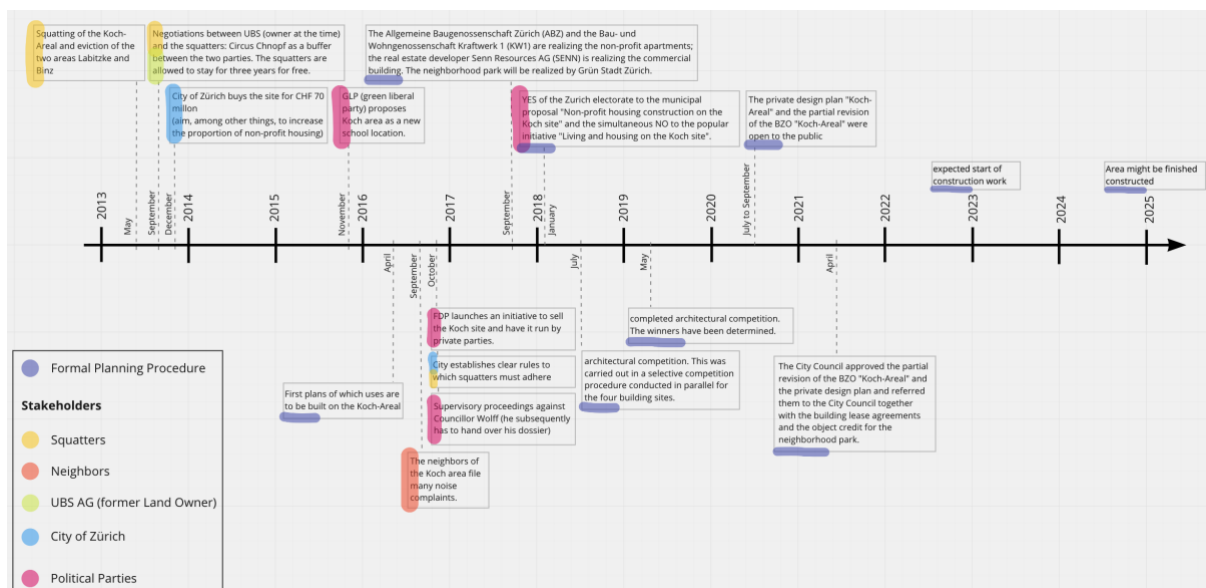 Squatting of the Koch-
Areal and eviction of the
two areas Labitzke and
Binz
Negotiations between UBS (owner at the time)
and the squatters: Circus Chnopf as a buffer
between the two parties. The squatters are
allowed to stay for three years for free.
The Allgemeine Baugenossenschaft Zürich (ABZ) and the Bau- und
Wohngenossenschaft Kraftwerk 1 (KW1) are realizing the non-profit apartments;
the real estate developer Senn Resources AG (SENN) is realizing the commercial
building. The neighborhood park will be realized by Grün Stadt Zürich.
City of Zürich buys the site for CHF 70
millon
(aim, among other things, to increase
the proportion of non-profit housing)
GLP (green liberal
party) proposes
Koch area as a new
school location.
YES of the Zurich electorate to the municipal
proposal "Non-profit housing construction on the
Koch site" and the simultaneous NO to the popular
initiative "Living and housing on the Koch site".
The private design plan "Koch-
Areal" and the partial revision
of the BZO "Koch-Areal" were
open to the public
expected start of
construction work
Area might be finished
constructed
2013
May
September
December
2014
2015
November
2016
2017
September
2018
January
2019
2020
July to September
2021
2022
2023
2024
2025
April
September
October
July
May
April
FDP launches an initiative to sell
the Koch site and have it run by
private parties.
City establishes clear rules to
which squatters must adhere
Supervisory proceedings against
Councillor Wolff (he subsequently
has to hand over his dossier)
First plans of which uses are
to be built on the Koch-Areal
The neighbors of
the Koch area file
many noise
complaints.
completed architectural competition.
The winners have been determined.
architectural competition. This was
carried out in a selective competition
procedure conducted in parallel for
the four building sites.
The City Council approved the partial
revision of the BZO "Koch-Areal" and
the private design plan and referred
them to the City Council together
with the building lease agreements
and the object credit for the
neighborhood park.
Formal Planning Procedure
Stakeholders
Squatters
Neighbors
UBS AG (former Land Owner)
City of Zürich
Political Parties